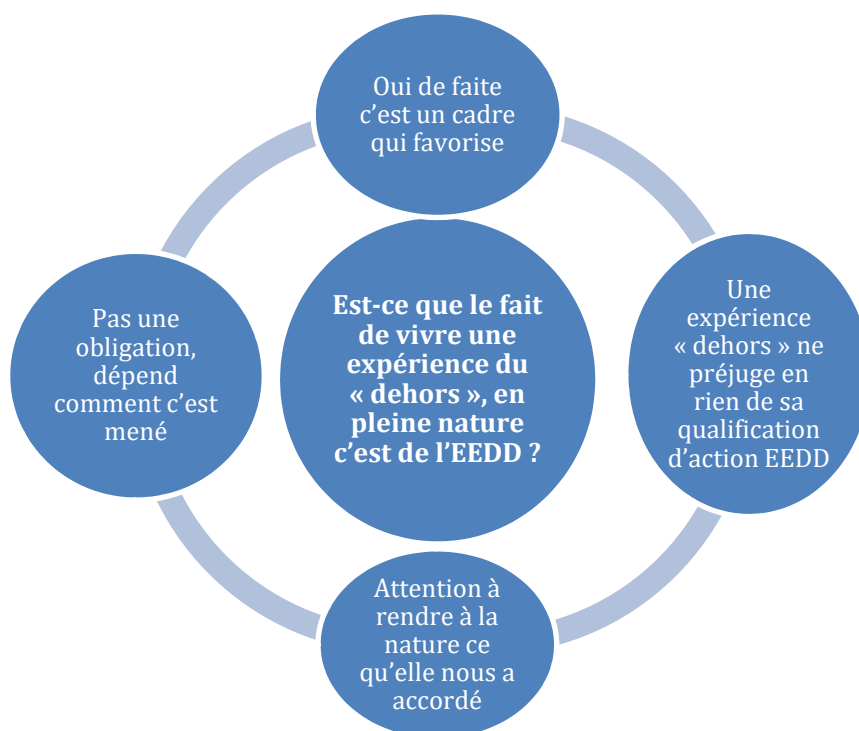 Oui de faite
c’est un cadre
qui favorise
Est-ce que le fait
de vivre une
expérience du
« dehors », en
pleine nature
c’est de l’EEDD ?
Une
expérience
« dehors » ne
préjuge en
rien de sa
qualification
d’action EEDD
Attention à
rendre à la
nature ce
qu’elle nous a
accordé
Pas une
obligation,
dépend
comment c’est
mené